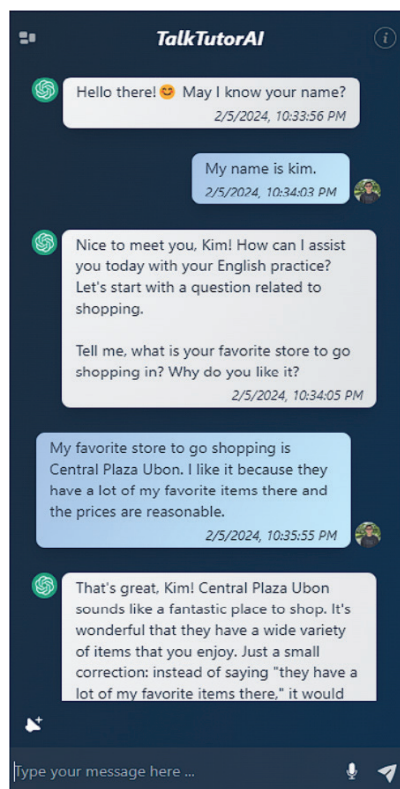 TalkTutorAI
i
Hello there! 😊 May I know your name?
2/5/2024, 10:33:56 PM
My name is kim.
2/5/2024, 10:34:03 PM
Nice to meet you, Kim! How can I assist
you today with your English practice?
Let's start with a question related to
shopping.
Tell me, what is your favorite store to go
shopping in? Why do you like it?
2/5/2024, 10:34:05 PM
My favorite store to go shopping is
Central Plaza Ubon. I like it because they
have a lot of my favorite items there and
the prices are reasonable.
2/5/2024, 10:35:55 PM
That's great, Kim! Central Plaza Ubon
sounds like a fantastic place to shop. It's
wonderful that they have a wide variety
of items that you enjoy. Just a small
correction: instead of saying "they have a
lot of my favorite items there," it would
Type your message here ...